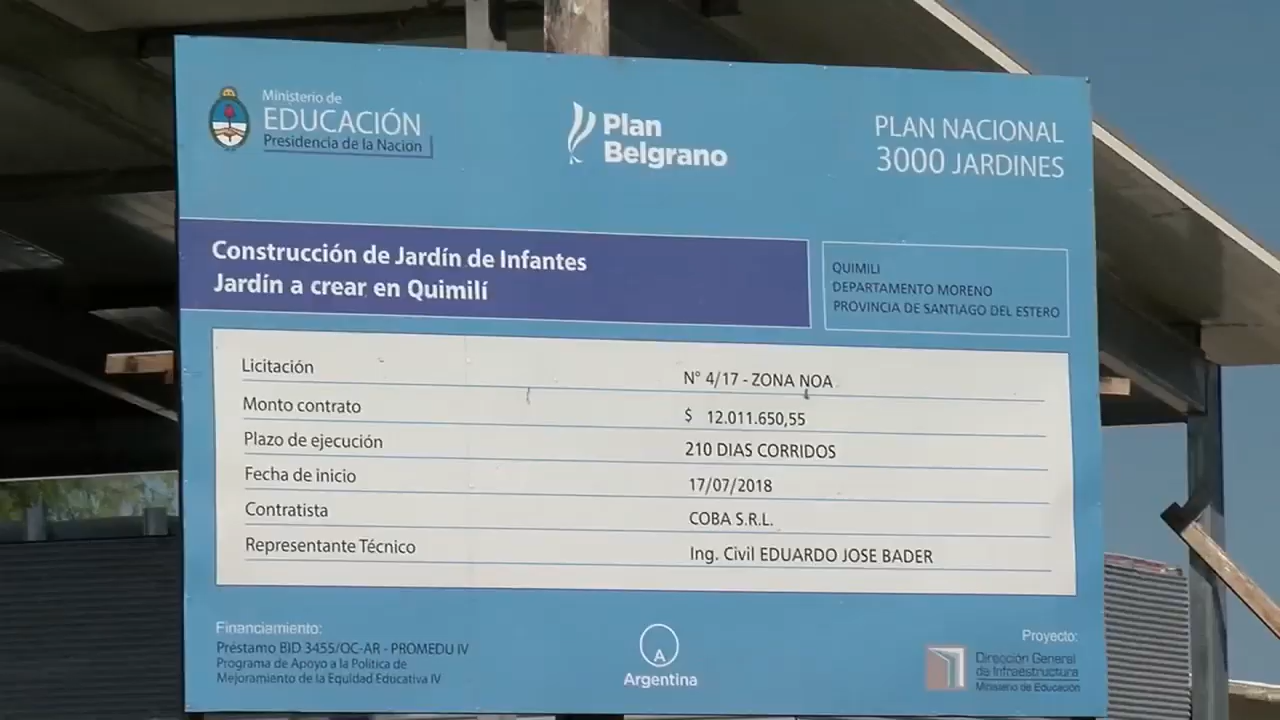 Ministerio de
EDUCACIÓN
Presidencia de la Nacion
Plan
Belgrano
PLAN NACIONAL
3000 JARDINES
Construcción de Jardín de Infantes
Jardín a crear en Quimilí
QUIMILI
DEPARTAMENTO MORENO
PROVINCIA DE SANTIAGO DEL ESTERO
Licitación N° 4/17 - ZONA NOA
Monto contrato $ 12.011.650,55
Plazo de ejecución 210 DIAS CORRIDOS
Fecha de inicio 17/07/2018
Contratista COBA S.R.L.
Representante Técnico Ing. Civil EDUARDO JOSE BADER
Financiamiento:
Préstamo BID 3455/OC-AR - PROMEDU IV
Programa de Apoyo a la Política de
Mejoramiento de la Equidad Educativa IV
A
Argentina
Proyecto:
Dirección General
de Infraestructura
Ministerio de Educación